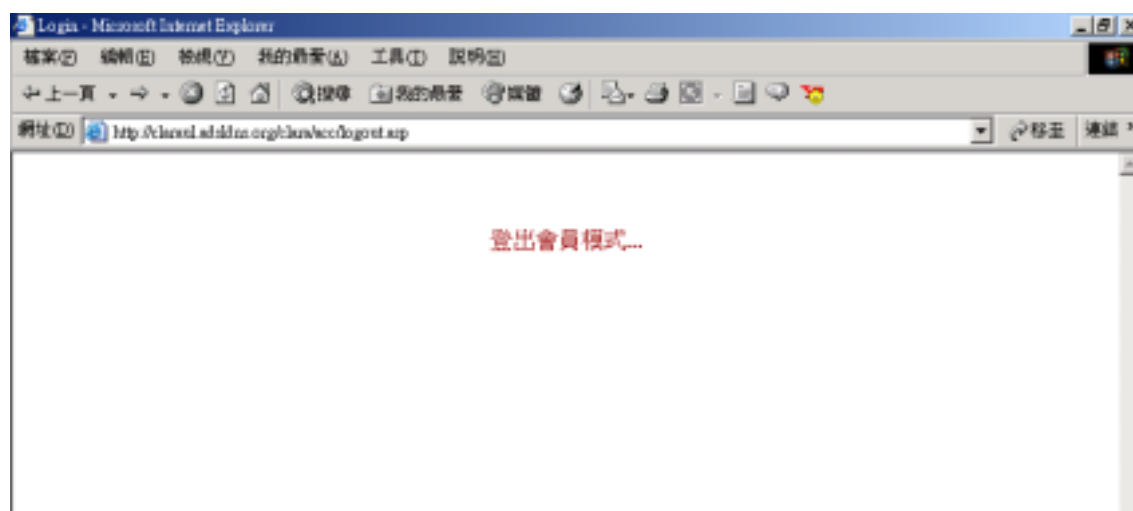 Login - Microsoft Internet Explorer
檔案(F) 編輯(E) 檢視(V) 我的最愛(A) 工具(T) 說明(H)
上一頁 搜尋 我的最愛 媒體
網址(D) 移至 連結 »
登出會員模式...